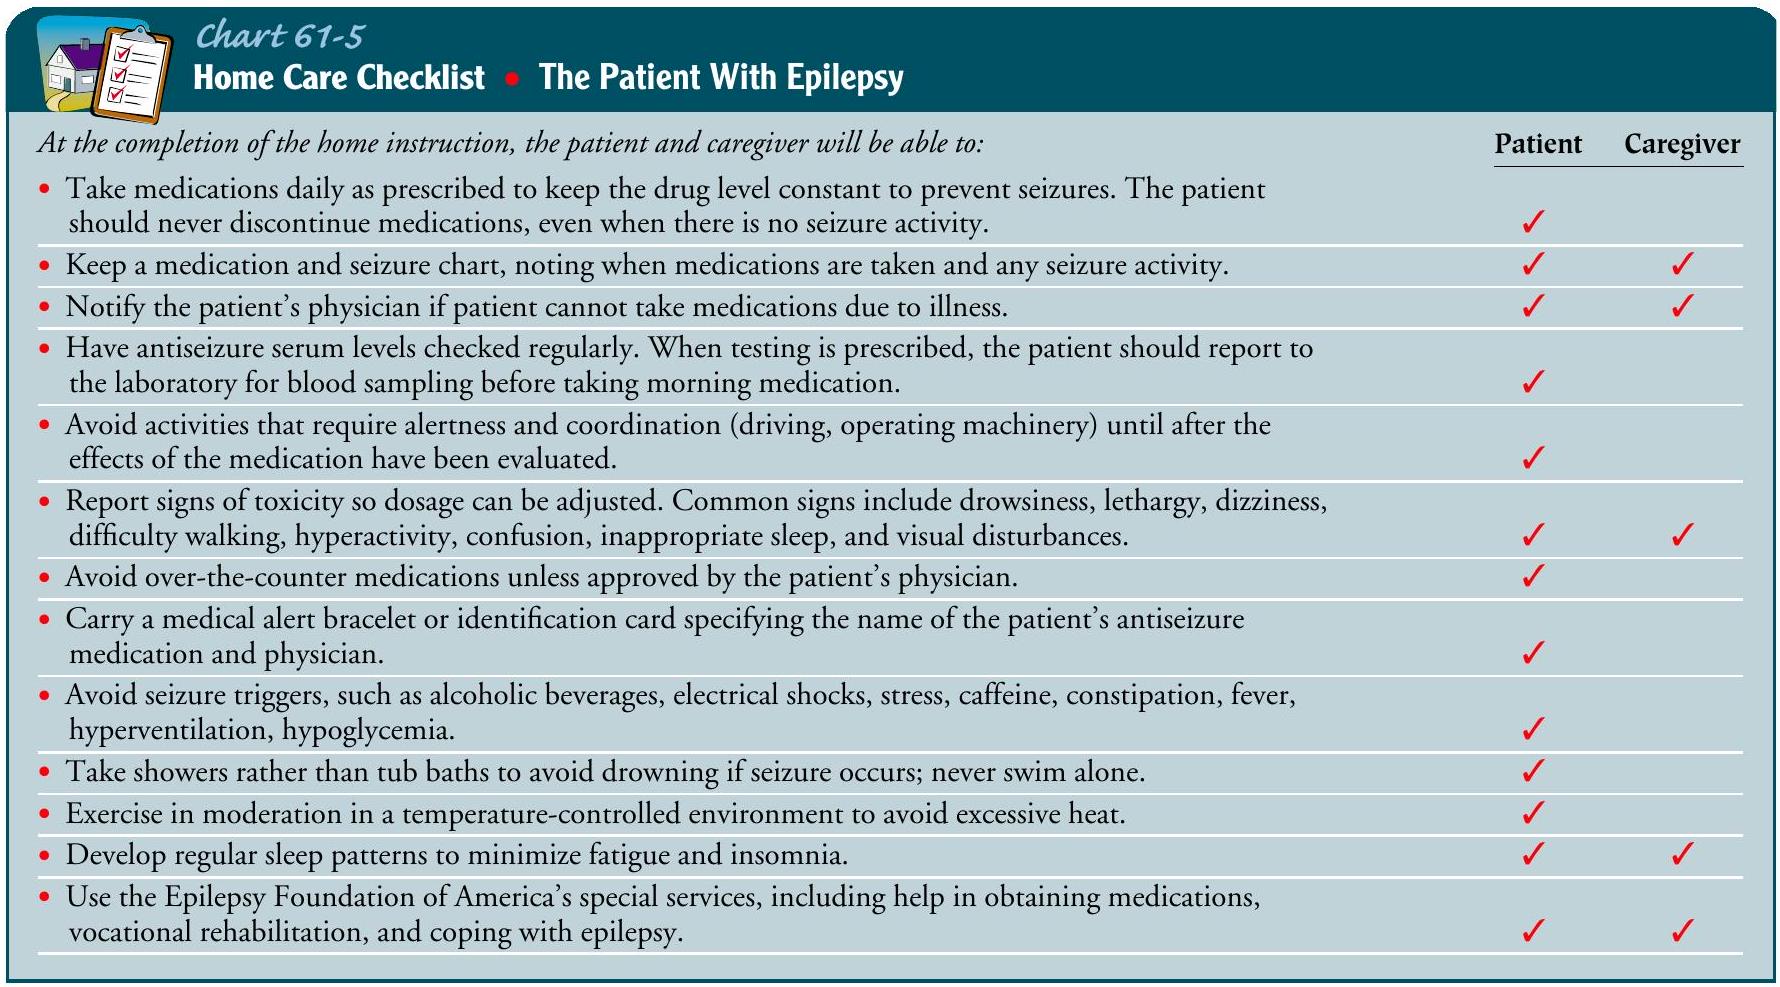 Chart 61-5
Home Care Checklist • The Patient With Epilepsy
At the completion of the home instruction, the patient and caregiver will be able to: Patient Caregiver
• Take medications daily as prescribed to keep the drug level constant to prevent seizures. The patient
should never discontinue medications, even when there is no seizure activity. ✓
• Keep a medication and seizure chart, noting when medications are taken and any seizure activity. ✓ ✓
• Notify the patient's physician if patient cannot take medications due to illness. ✓ ✓
• Have antiseizure serum levels checked regularly. When testing is prescribed, the patient should report to
the laboratory for blood sampling before taking morning medication. ✓
• Avoid activities that require alertness and coordination (driving, operating machinery) until after the
effects of the medication have been evaluated. ✓
• Report signs of toxicity so dosage can be adjusted. Common signs include drowsiness, lethargy, dizziness,
difficulty walking, hyperactivity, confusion, inappropriate sleep, and visual disturbances. ✓ ✓
• Avoid over-the-counter medications unless approved by the patient's physician. ✓
• Carry a medical alert bracelet or identification card specifying the name of the patient's antiseizure
medication and physician. ✓
• Avoid seizure triggers, such as alcoholic beverages, electrical shocks, stress, caffeine, constipation, fever,
hyperventilation, hypoglycemia. ✓
• Take showers rather than tub baths to avoid drowning if seizure occurs; never swim alone. ✓
• Exercise in moderation in a temperature-controlled environment to avoid excessive heat. ✓
• Develop regular sleep patterns to minimize fatigue and insomnia. ✓ ✓
• Use the Epilepsy Foundation of America's special services, including help in obtaining medications,
vocational rehabilitation, and coping with epilepsy. ✓ ✓